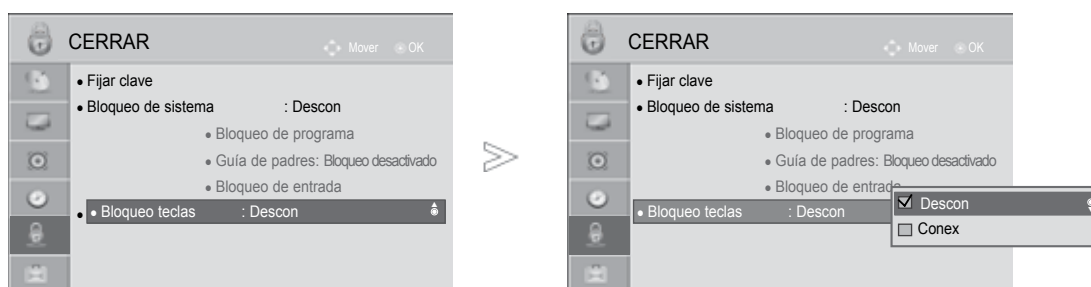 CERRAR
Mover OK
• Fijar clave
• Bloqueo de sistema : Descon
• Bloqueo de programa
• Guía de padres: Bloqueo desactivado
• Bloqueo de entrada
• Bloqueo teclas : Descon
CERRAR
Mover OK
• Fijar clave
• Bloqueo de sistema : Descon
• Bloqueo de programa
• Guía de padres: Bloqueo desactivado
• Bloqueo de entrada
• Bloqueo teclas : Descon
Descon
Conex